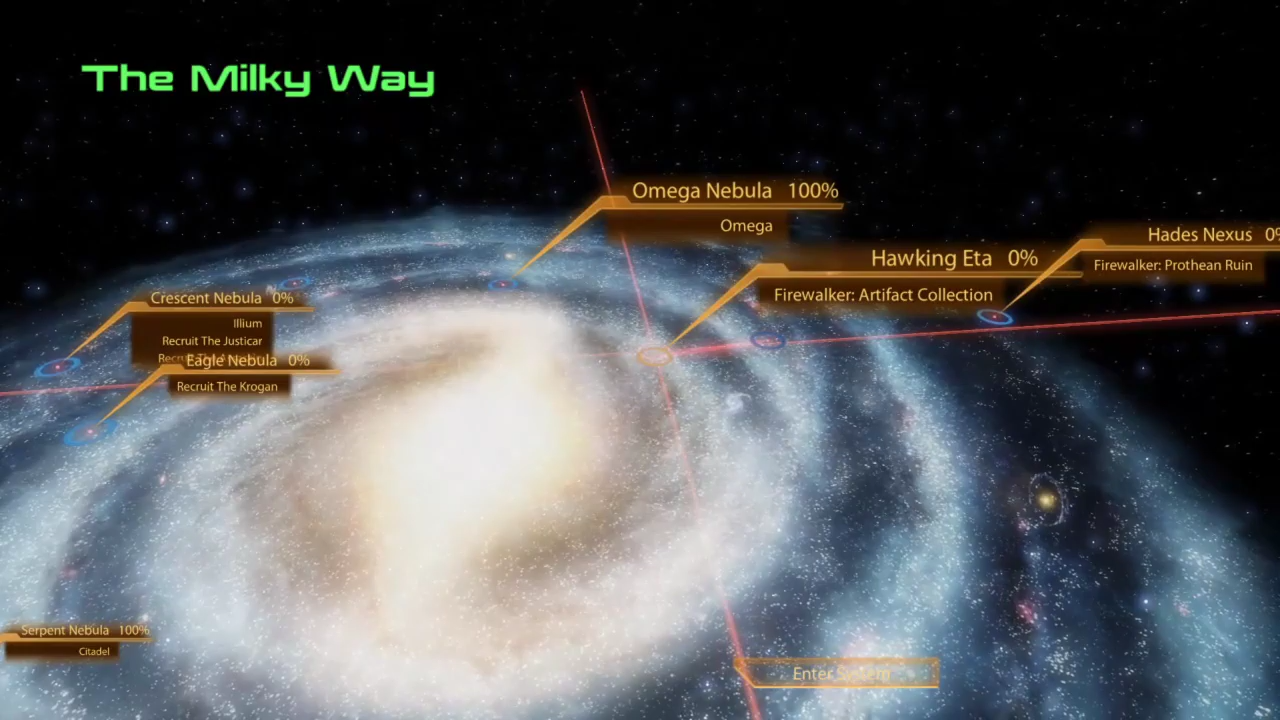 The Milky Way
Omega Nebula 100%
Omega
Hawking Eta 0%
Firewalker: Artifact Collection
Hades Nexus
Firewalker: Prothean Ruin
Crescent Nebula 0%
Illium
Recruit The Justicar
Eagle Nebula 0%
Recruit The Krogan
Serpent Nebula 100%
Citadel
Enter System